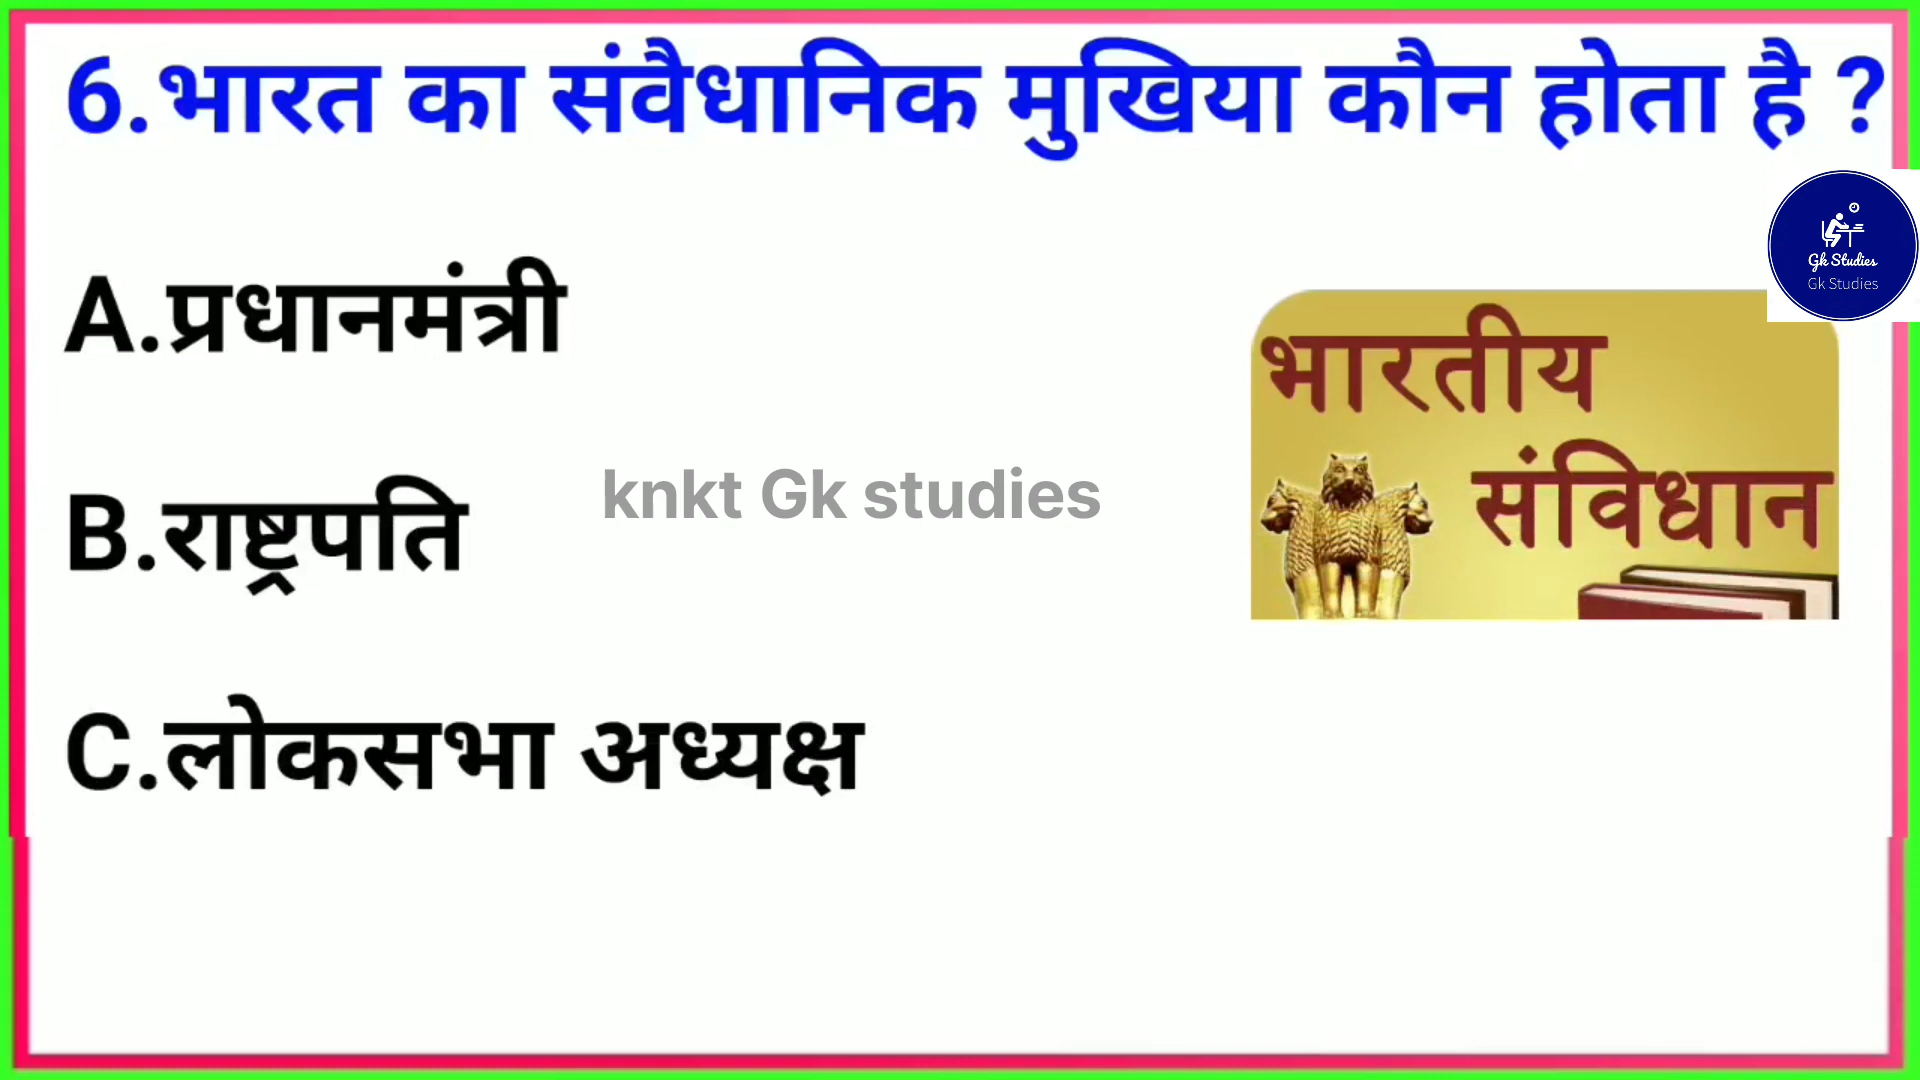 6.भारत का संवैधानिक मुखिया कौन होता है ?
Gk Studies
Gk Studies
A.प्रधानमंत्री
भारतीय
संविधान
B.राष्ट्रपति
knkt Gk studies
C.लोकसभा अध्यक्ष